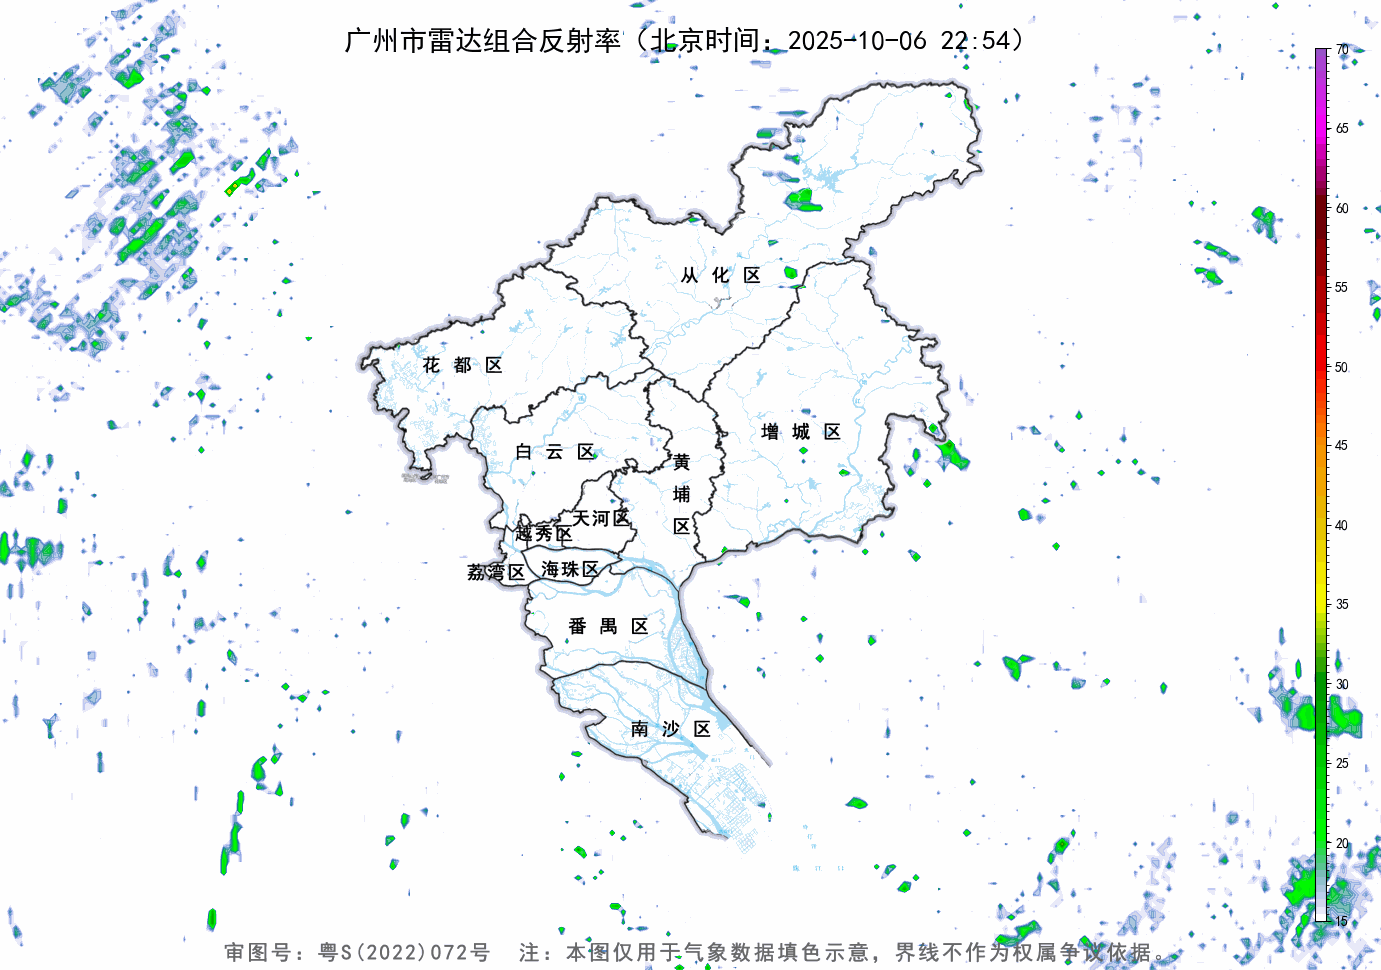 广州市雷达组合反射率（北京时间：2025-10-06 22:54）
70
65
60
55
50
45
40
35
30
25
20
15
从化区
花都区
增城区
白云区
黄埔区
天河区
越秀区
荔湾区
海珠区
番禺区
南沙区
审图号：粤S(2022)072号 注：本图仅用于气象数据填色示意，界线不作为权属争议依据。